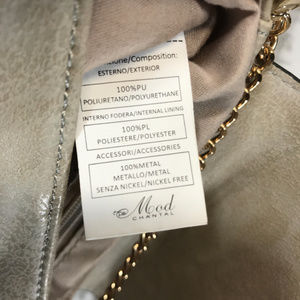 zione/Composition:
ESTERNO/EXTERIOR
100%PU
POLIURETANO/POLYURETHANE
INTERNO FODERA/INTERNAL LINING
100%PL
POLIESTERE/POLYESTER
ACCESSORI/ACCESSORIES
100%METAL
METALLO/METAL
SENZA NICKEL/NICKEL FREE
Mod
CHANTAL